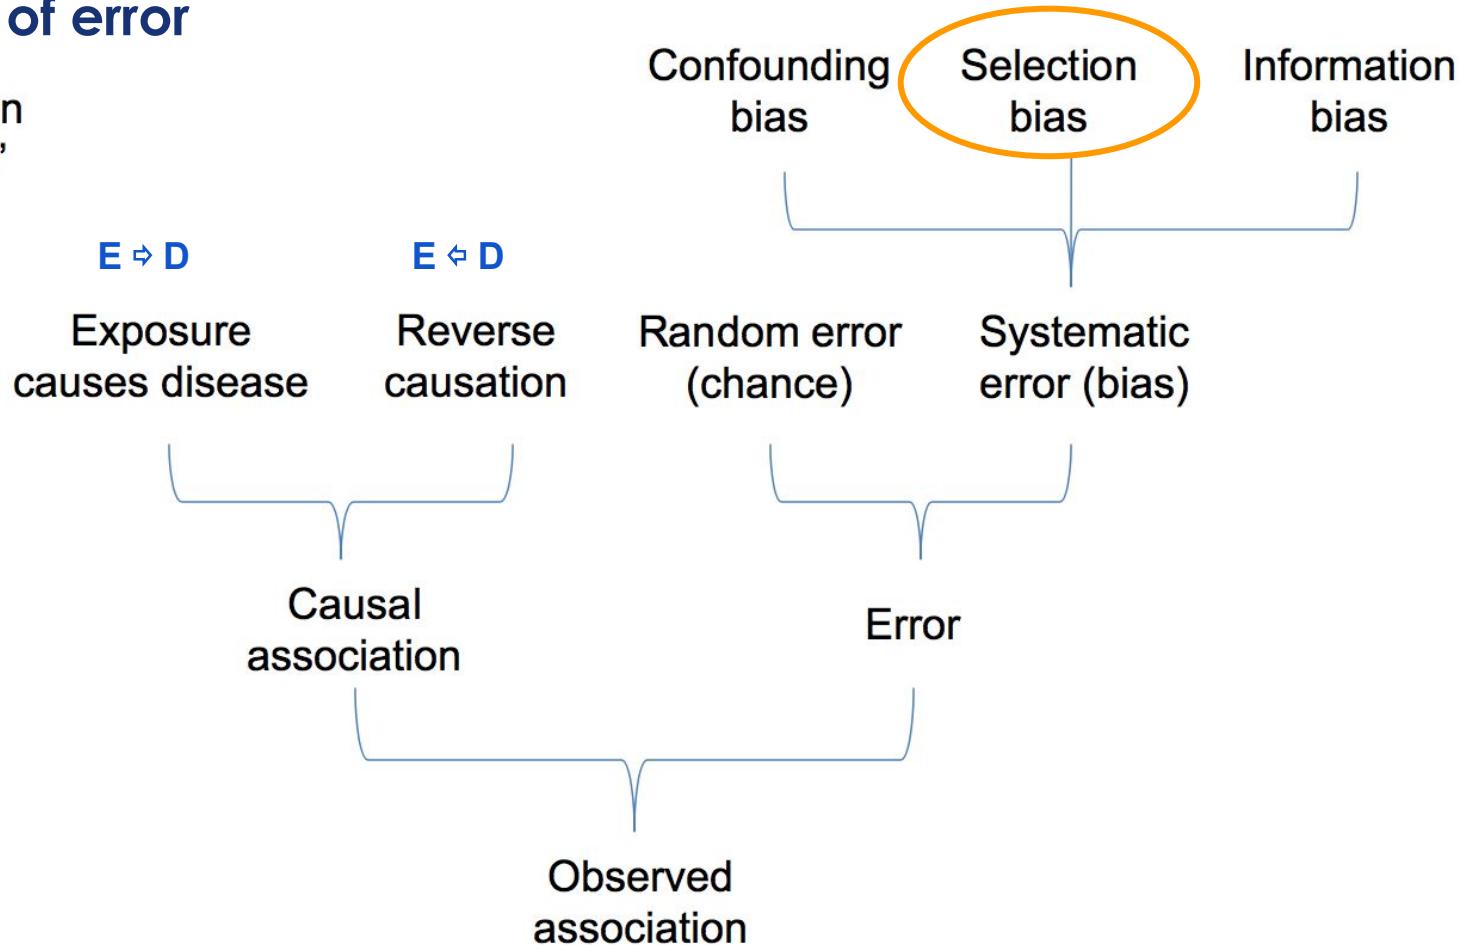 of error
n
,
Confounding
bias
Selection
bias
Information
bias
E ⇨ D
E ⇦ D
Exposure
causes disease
Reverse
causation
Random error
(chance)
Systematic
error (bias)
Causal
association
Error
Observed
association